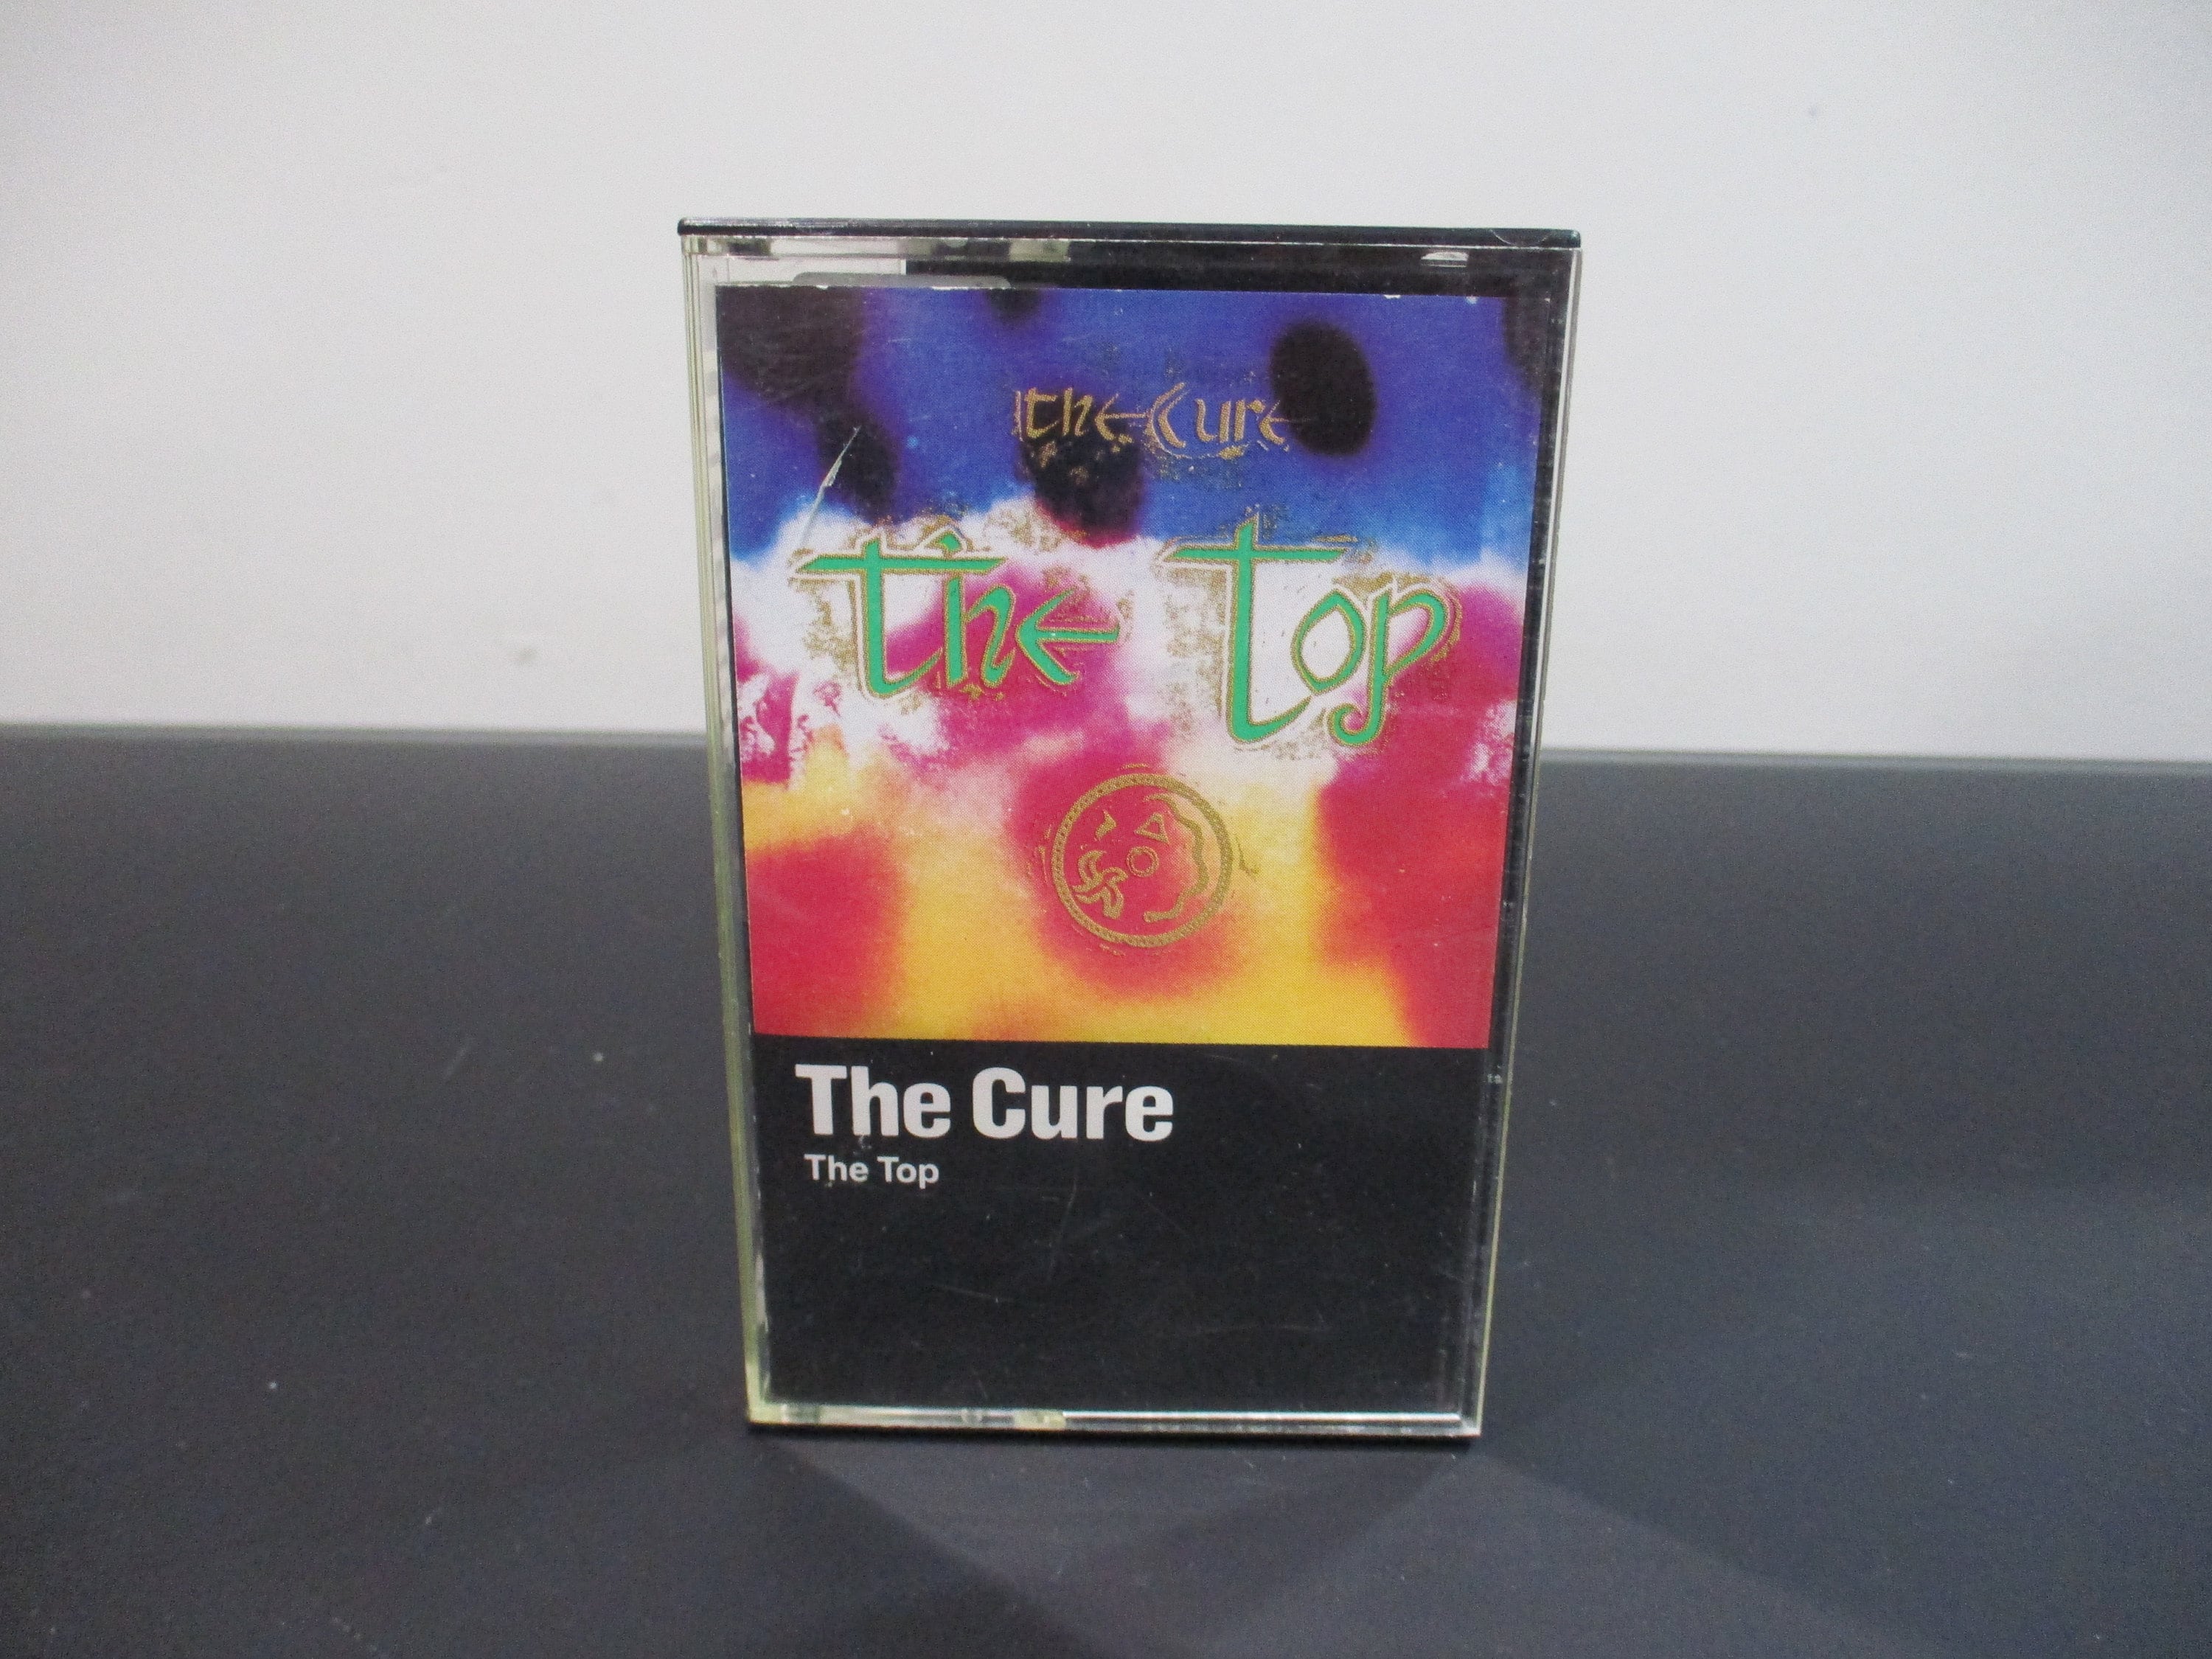 the Cure
the top
The Cure
The Top